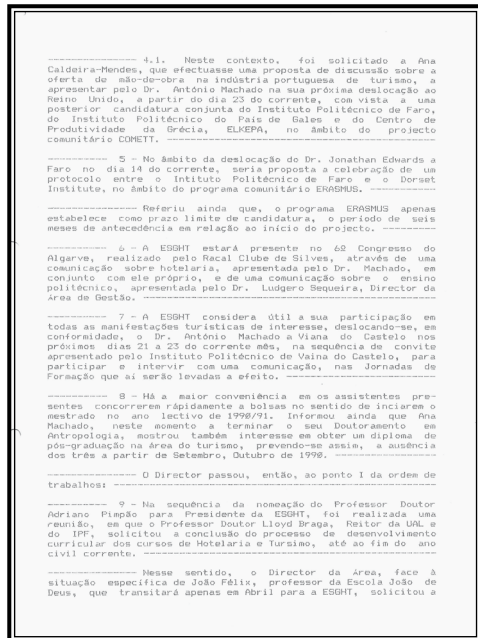 -------------- 4.1. Neste contexto, foi solicitado a Ana
Caldeira-Mendes, que efectuasse uma proposta de discussão sobre a
oferta de mão-de-obra na indústria portuguesa de turismo, a
apresentar pelo Dr. António Machado na sua próxima deslocação ao
Reino Unido, a partir do dia 23 do corrente, com vista a uma
posterior candidatura conjunta do Instituto Politécnico de Faro,
do Instituto Politécnico do País de Gales e do Centro de
Produtividade da Grécia, ELKEPA, no âmbito do projecto
comunitário COMETT. ----------------------------------------
---------- 5 - No âmbito da deslocação do Dr. Jonathan Edwards a
Faro no dia 14 do corrente, seria proposta a celebração de um
protocolo entre o Intituto Politécnico de Faro e o Dorset
Institute, no âmbito do programa comunitário ERASMUS. ----------
-------------- Referiu ainda que, o programa ERASMUS apenas
estabelece como prazo limite de candidatura, o período de seis
meses de antecedência em relação ao início do projecto. --------
---------- 6 - A ESGHT estará presente no 6º Congresso do
Algarve, realizado pelo Racal Clube de Silves, através de uma
comunicação sobre hotelaria, apresentada pelo Dr. Machado, em
conjunto com ele próprio, e de uma comunicação sobre o ensino
politécnico, apresentada pelo Dr. Ludgero Sequeira, Director da
Área de Gestão. --------------------------------------------
---------- 7 - A ESGHT considera útil a sua participação em
todas as manifestações turísticas de interesse, deslocando-se, em
conformidade, o Dr. António Machado a Viana do Castelo nos
próximos dias 21 a 23 do corrente mês, na sequência de convite
apresentado pelo Instituto Politécnico de Vaina do Castelo, para
participar e intervir com uma comunicação, nas Jornadas de
Formação que aí serão levadas a efeito. ----------------------
---------- 8 - Há a maior conveniência em os assistentes pre-
sentes concorrerem rápidamente a bolsas no sentido de inciarem o
mestrado no ano lectivo de 1990/91. Infermou ainda que Ana
Machado, neste momento a terminar o seu Doutoramento em
Antropologia, mostrou também interesse em obter um diploma de
pós-graduação na área do turismo, prevendo-se assim, a ausência
dos três a partir de Setembro, Outubro de 1990. ----------------
-------------- O Director passou, então, ao ponto I da ordem de
trabalhos: ------------------------------------------------
---------- 9 - Na sequência da nomeação do Professor Doutor
Adriano Pimpão para Presidente da ESGHT, foi realizada uma
reunião, em que o Professor Doutor Lloyd Braga, Reitor da UAL e
do IPF, solicitou a conclusão do processo de desenvolvimento
curricular dos cursos de Hotelaria e Tursimo, até ao fim do ano
civil corrente. --------------------------------------------
-------------- Nesse sentido, o Director da Área, face à
situação específica de João Félix, professor da Escola João de
Deus, que transitará apenas em Abril para a ESGHT, solicitou a